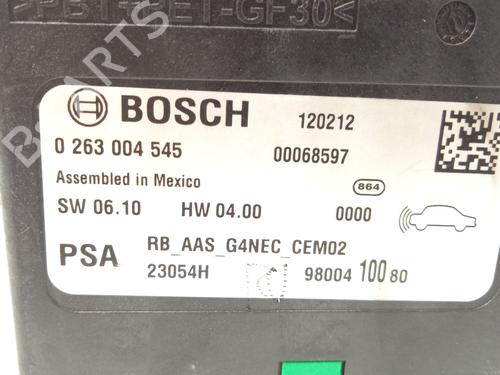 >PBT+PET-GF30<
BOSCH 120212
0 263 004 545 00068597
Assembled in Mexico 864
SW 06.10 HW 04.00 0000
PSA RB_AAS_G4NEC_CEM02
23054H 98004 100 80